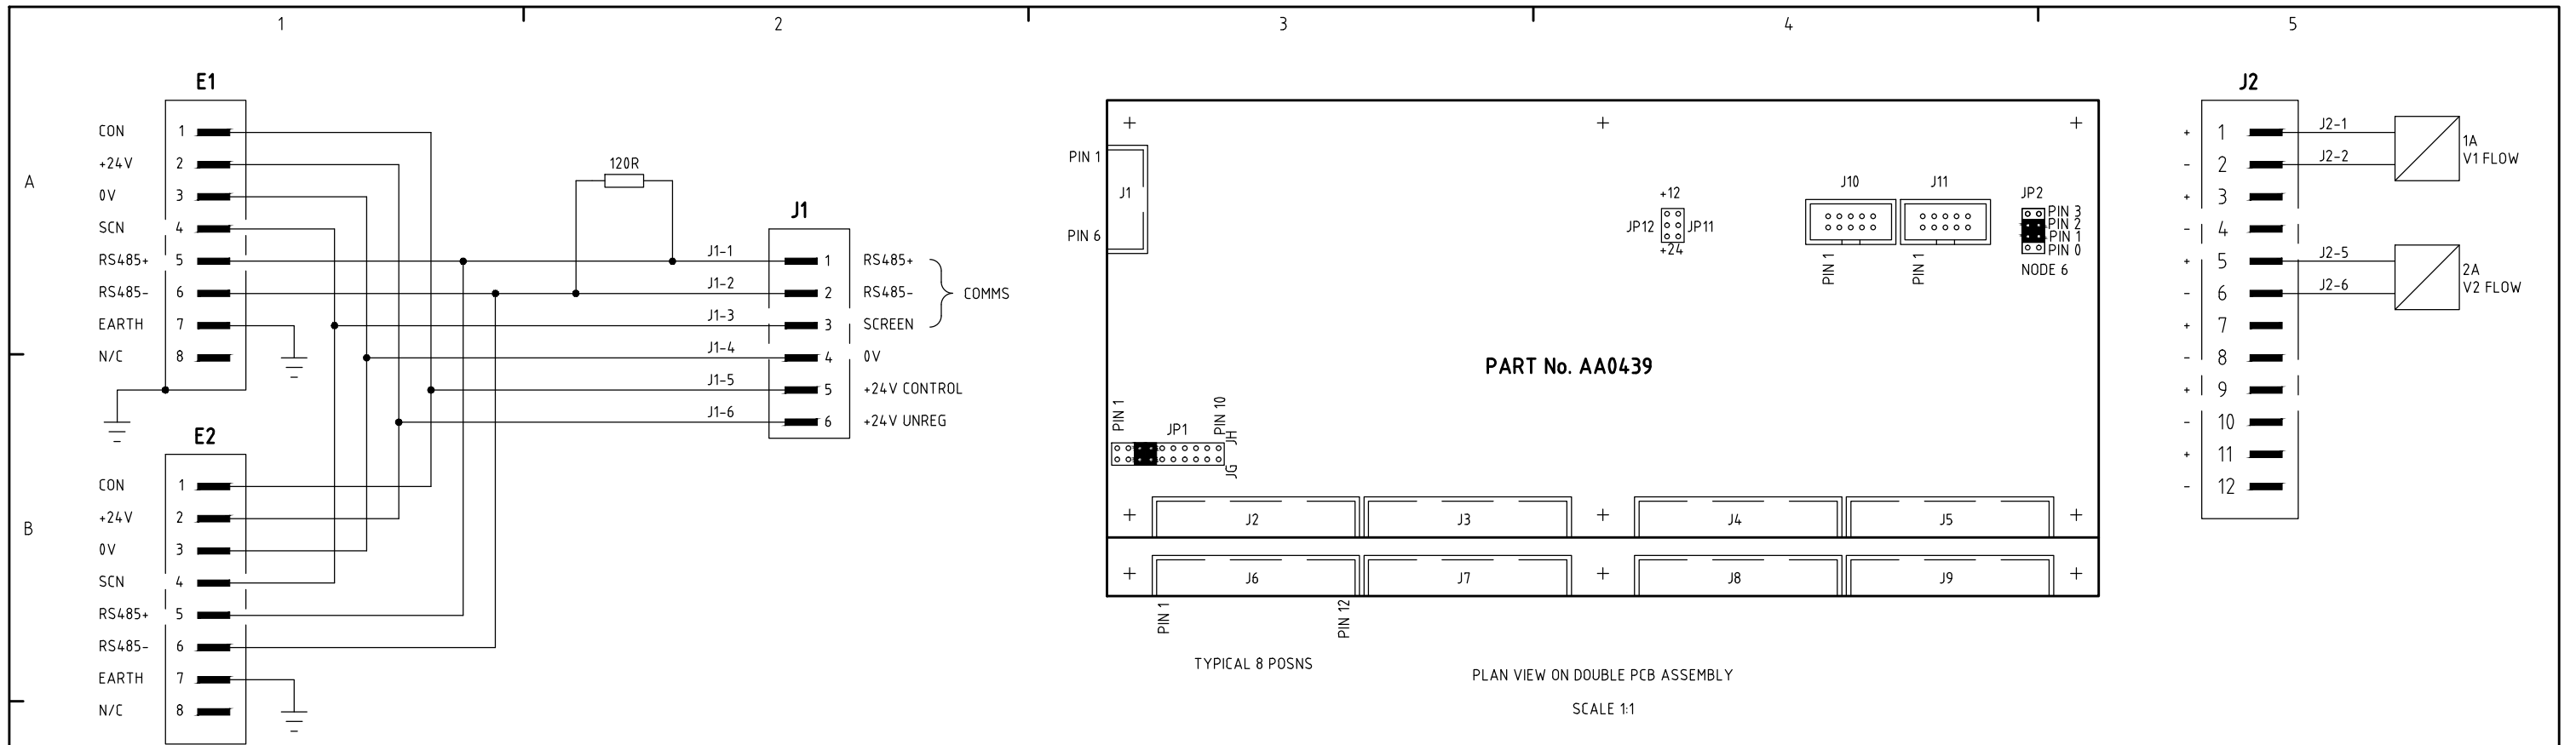 1 2 3 4 5
A
B
E1
CON 1
+24V 2
0V 3
SCN 4
RS485+ 5
RS485- 6
EARTH 7
N/C 8
E2
CON 1
+24V 2
0V 3
SCN 4
RS485+ 5
RS485- 6
EARTH 7
N/C 8
120R
J1
J1-1 1 RS485+
J1-2 2 RS485-
J1-3 3 SCREEN
J1-4 4 0V
J1-5 5 +24V CONTROL
J1-6 6 +24V UNREG
COMMS
PIN 1
J1
PIN 6
+12
JP12 JP11
+24
J10
PIN 1
J11
PIN 1
JP2
PIN 3
PIN 2
PIN 1
PIN 0
NODE 6
PART No. AA0439
PIN 1
JP1
PIN 10
JH
JG
J2 J3 J4 J5
J6 J7 J8 J9
PIN 1
PIN 12
TYPICAL 8 POSNS
PLAN VIEW ON DOUBLE PCB ASSEMBLY
SCALE 1:1
J2
+ 1 J2-1
- 2 J2-2
+ 3
- 4
+ 5 J2-5
- 6 J2-6
+ 7
- 8
+ 9
- 10
+ 11
- 12
1A
V1 FLOW
2A
V2 FLOW